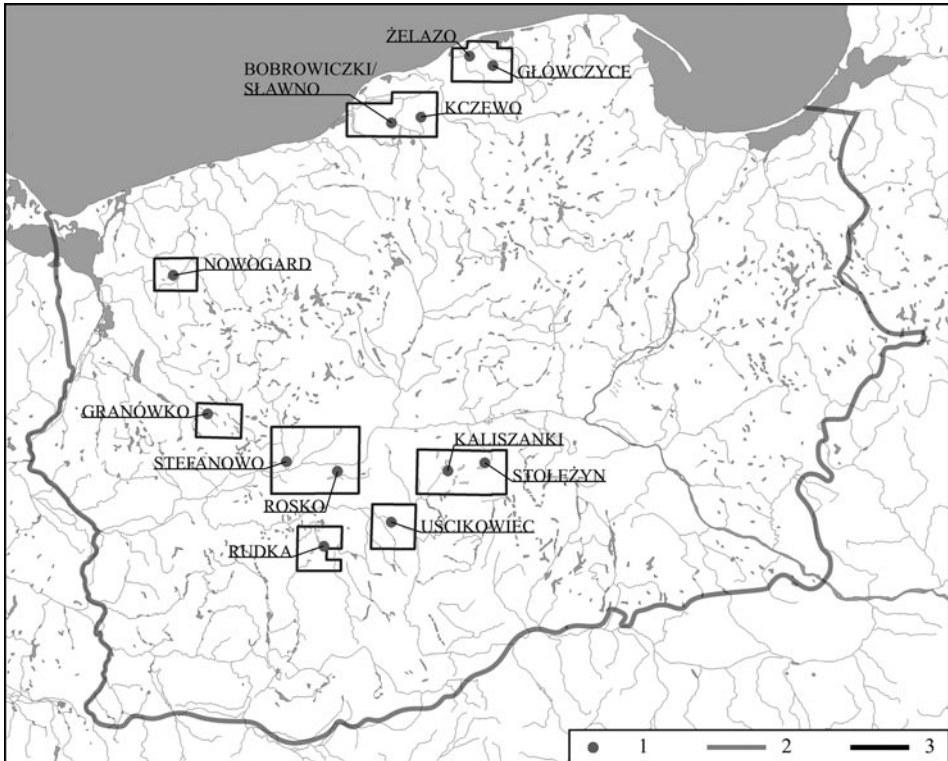 ŻELAZO
GŁÓWCZYCE
BOBROWICZKI/
SŁAWNO
KCZEWO
NOWOGARD
GRANÓWKO
STEFANOWO
KALISZANKI
STOŁĘŻYN
ROSKO
UŚCIKOWIEC
RUDKA
1 2 3